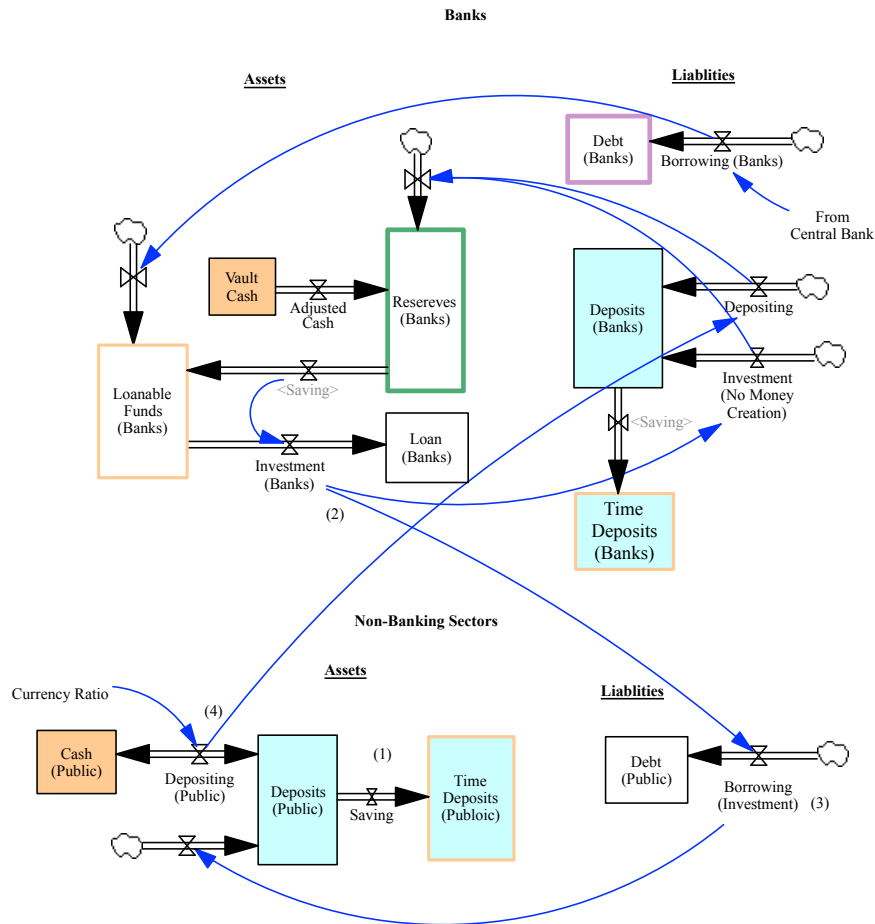 Banks
Assets
Liablities
Debt
(Banks)
Borrowing (Banks)
From
Central Bank
Vault
Cash
Adjusted
Cash
Resereves
(Banks)
Deposits
(Banks)
Depositing
Investment
(No Money
Creation)
<Saving>
<Saving>
Loanable
Funds
(Banks)
Loan
(Banks)
Investment
(Banks)
(2)
Time
Deposits
(Banks)
Non-Banking Sectors
Assets
Liablities
Currency Ratio
(4)
(1)
Cash
(Public)
Depositing
(Public)
Deposits
(Public)
Saving
Time
Deposits
(Publoic)
Debt
(Public)
Borrowing
(Investment)
(3)